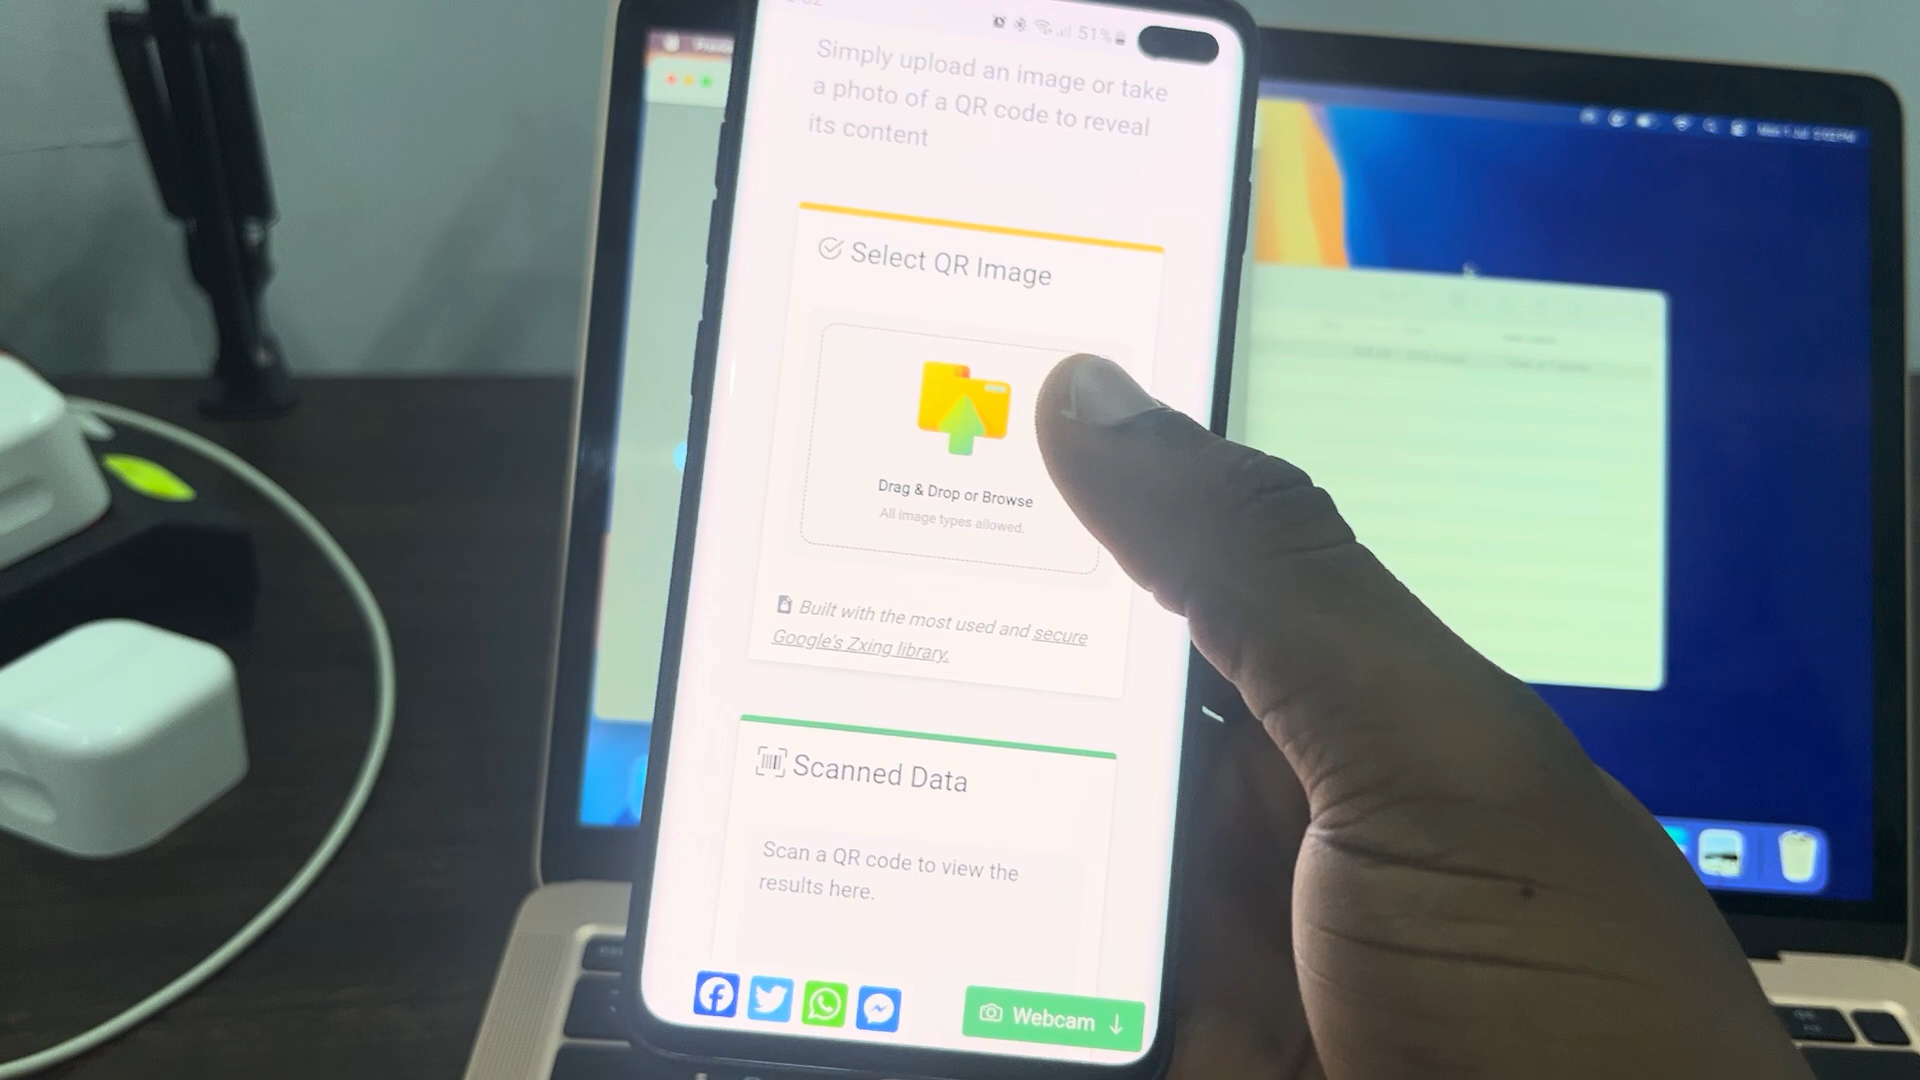 51%
Simply upload an image or take
a photo of a QR code to reveal
its content
Select QR Image
Drag & Drop or Browse
All image types allowed.
Built with the most used and secure
Google's Zxing library.
Scanned Data
Scan a QR code to view the
results here.
Webcam ↓